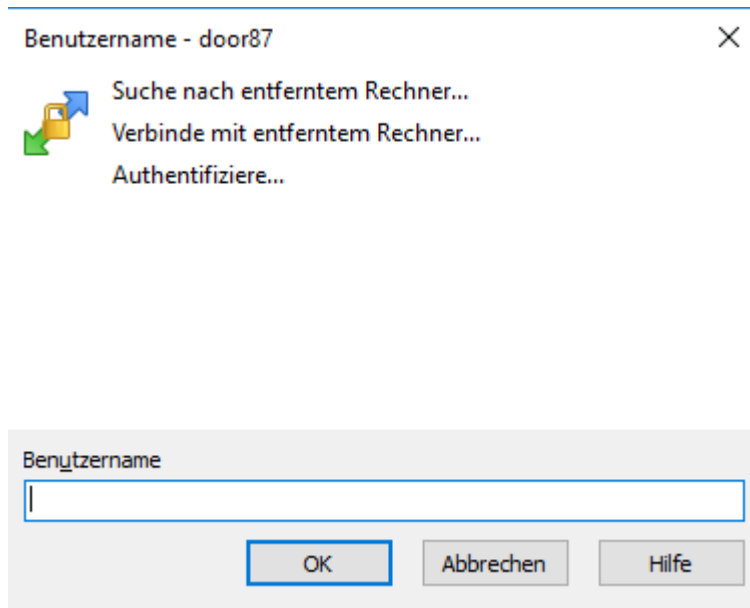 Benutzername - door87
Suche nach entferntem Rechner...
Verbinde mit entferntem Rechner...
Authentifiziere...
Benutzername
OK
Abbrechen
Hilfe